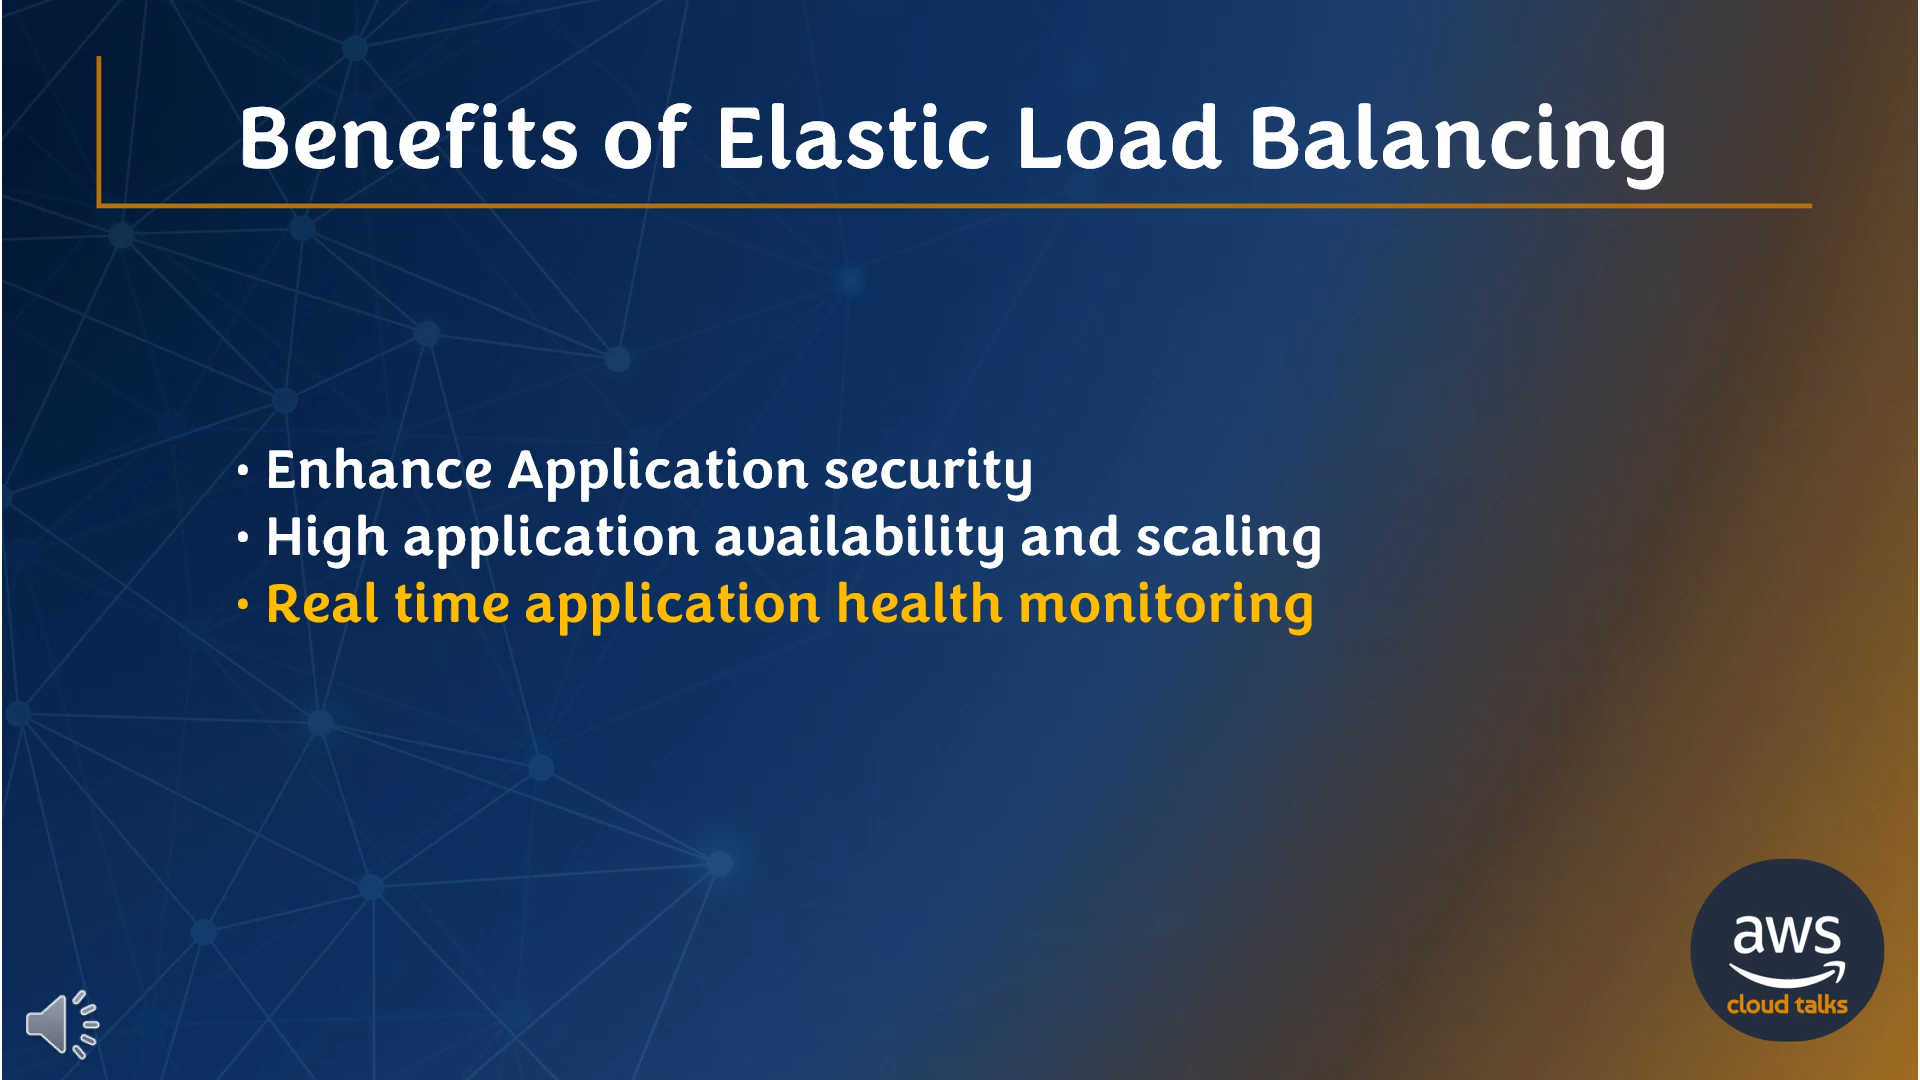 Benefits of Elastic Load Balancing
• Enhance Application security
• High application availability and scaling
• Real time application health monitoring
aws
cloud talks